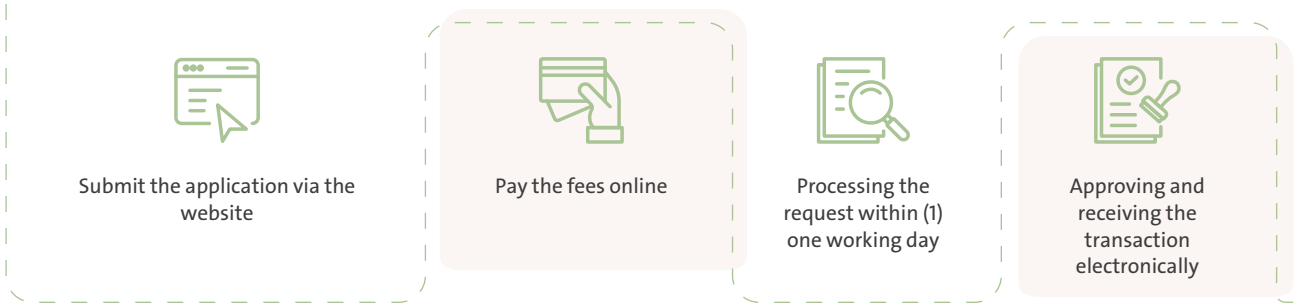 Submit the application via the
website
Pay the fees online
Processing the
request within (1)
one working day
Approving and
receiving the
transaction
electronically